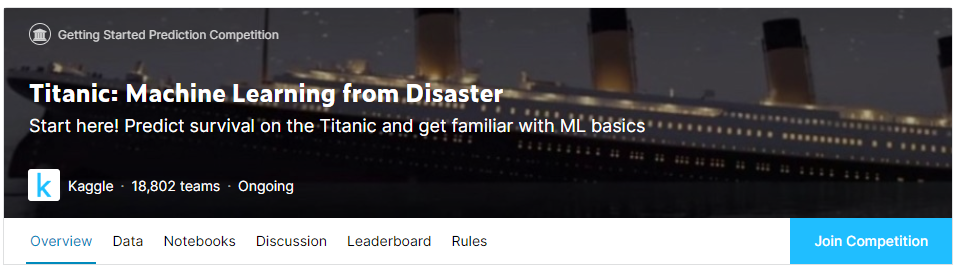 Getting Started Prediction Competition
Titanic: Machine Learning from Disaster
Start here! Predict survival on the Titanic and get familiar with ML basics
k Kaggle · 18,802 teams · Ongoing
Overview Data Notebooks Discussion Leaderboard Rules Join Competition